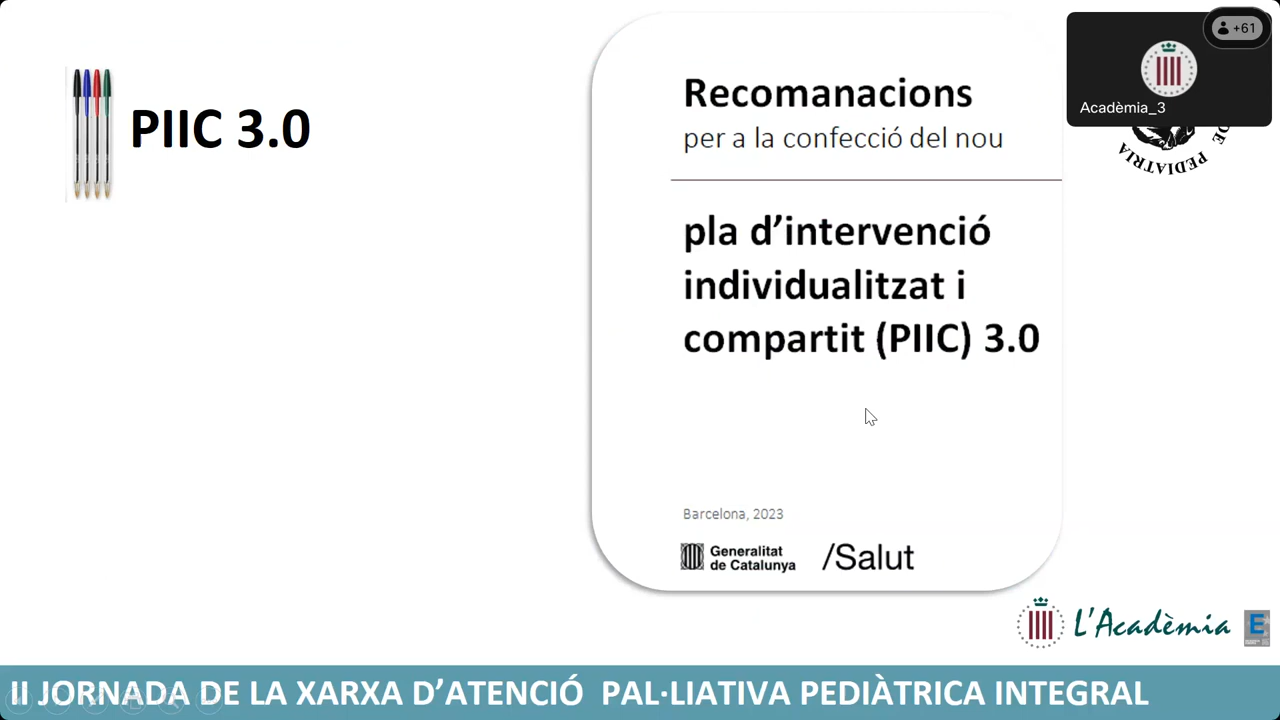 PIIC 3.0
Recomanacions
per a la confecció del nou
pla d’intervenció
individualitzat i
compartit (PIIC) 3.0
Barcelona, 2023
Generalitat
de Catalunya
/Salut
+61
Acadèmia_3
DE PEDIATRIA
L'Acadèmia
E
II JORNADA DE LA XARXA D’ATENCIÓ PAL·LIATIVA PEDIÀTRICA INTEGRAL